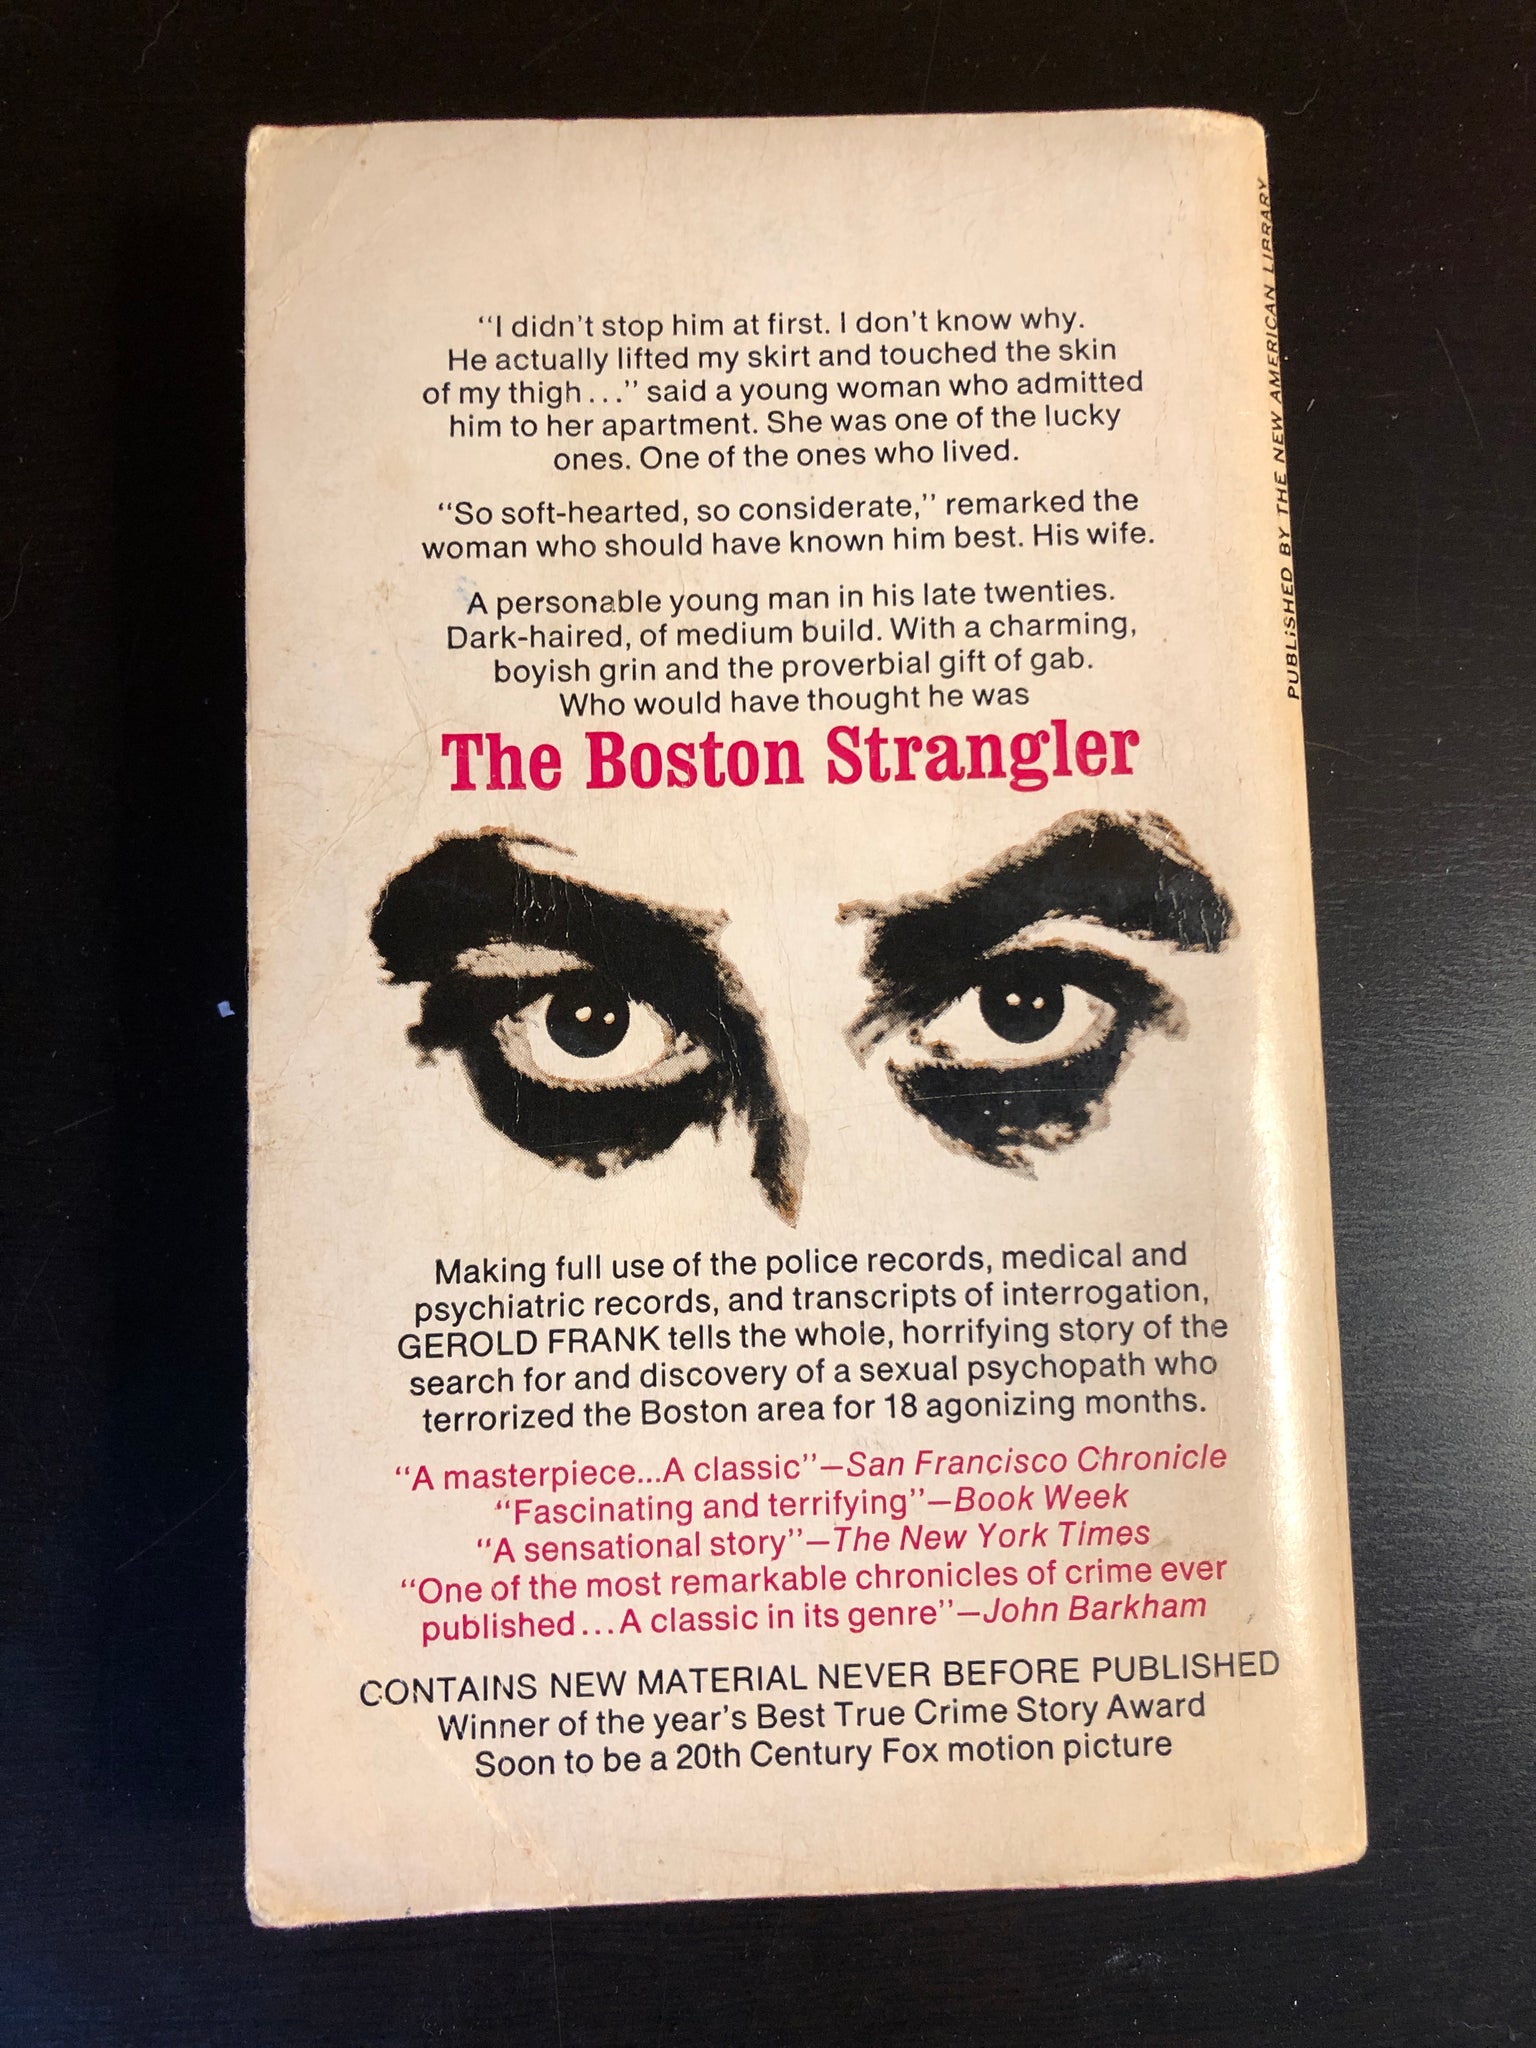 "I didn't stop him at first. I don't know why.
He actually lifted my skirt and touched the skin
of my thigh..." said a young woman who admitted
him to her apartment. She was one of the lucky
ones. One of the ones who lived.
"So soft-hearted, so considerate," remarked the
woman who should have known him best. His wife.
A personable young man in his late twenties.
Dark-haired, of medium build. With a charming,
boyish grin and the proverbial gift of gab.
Who would have thought he was
The Boston Strangler
Making full use of the police records, medical and
psychiatric records, and transcripts of interrogation,
GEROLD FRANK tells the whole, horrifying story of the
search for and discovery of a sexual psychopath who
terrorized the Boston area for 18 agonizing months.
"A masterpiece...A classic"—San Francisco Chronicle
"Fascinating and terrifying"—Book Week
"A sensational story"—The New York Times
"One of the most remarkable chronicles of crime ever
published...A classic in its genre"—John Barkham
CONTAINS NEW MATERIAL NEVER BEFORE PUBLISHED
Winner of the year's Best True Crime Story Award
Soon to be a 20th Century Fox motion picture
PUBLISHED BY THE NEW AMERICAN LIBRARY